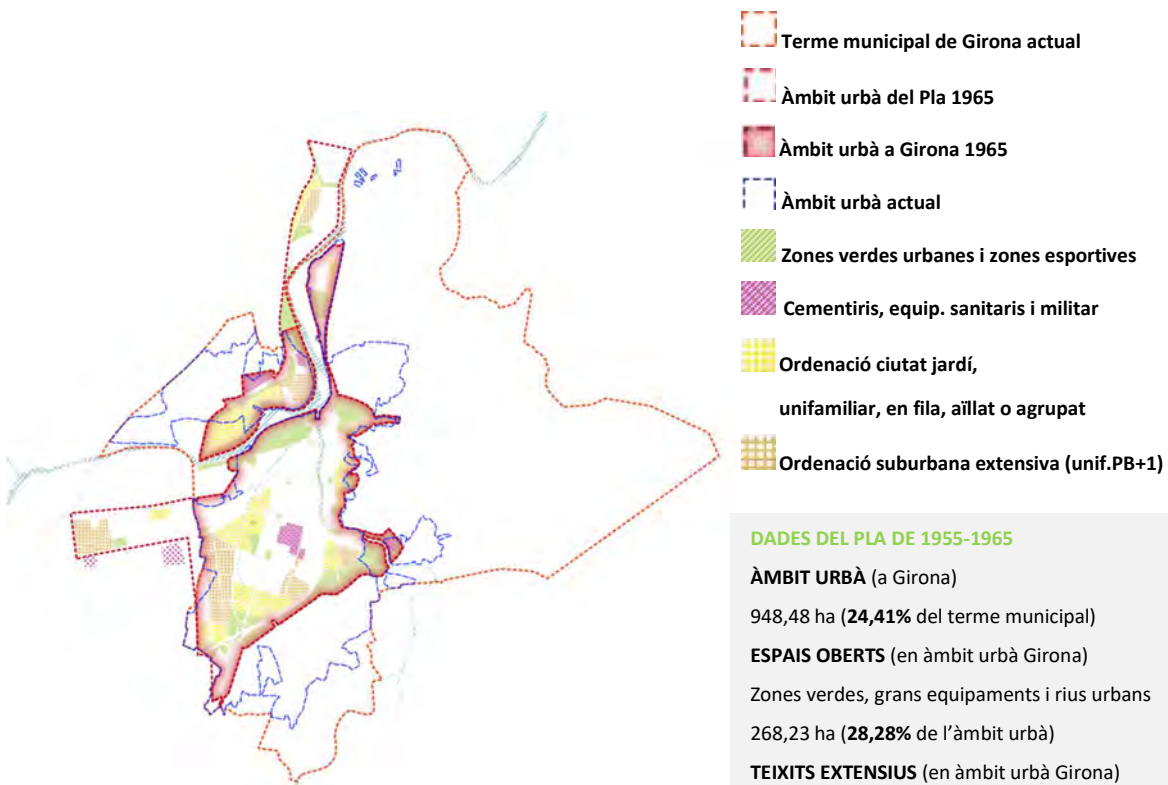 Terme municipal de Girona actual
Àmbit urbà del Pla 1965
Àmbit urbà a Girona 1965
Àmbit urbà actual
Zones verdes urbanes i zones esportives
Cementiris, equip. sanitaris i militar
Ordenació ciutat jardí,
unifamiliar, en fila, aïllat o agrupat
Ordenació suburbana extensiva (unif.PB+1)
DADES DEL PLA DE 1955-1965
ÀMBIT URBÀ (a Girona)
948,48 ha (24,41% del terme municipal)
ESPAIS OBERTS (en àmbit urbà Girona)
Zones verdes, grans equipaments i rius urbans
268,23 ha (28,28% de l’àmbit urbà)
TEIXITS EXTENSIUS (en àmbit urbà Girona)